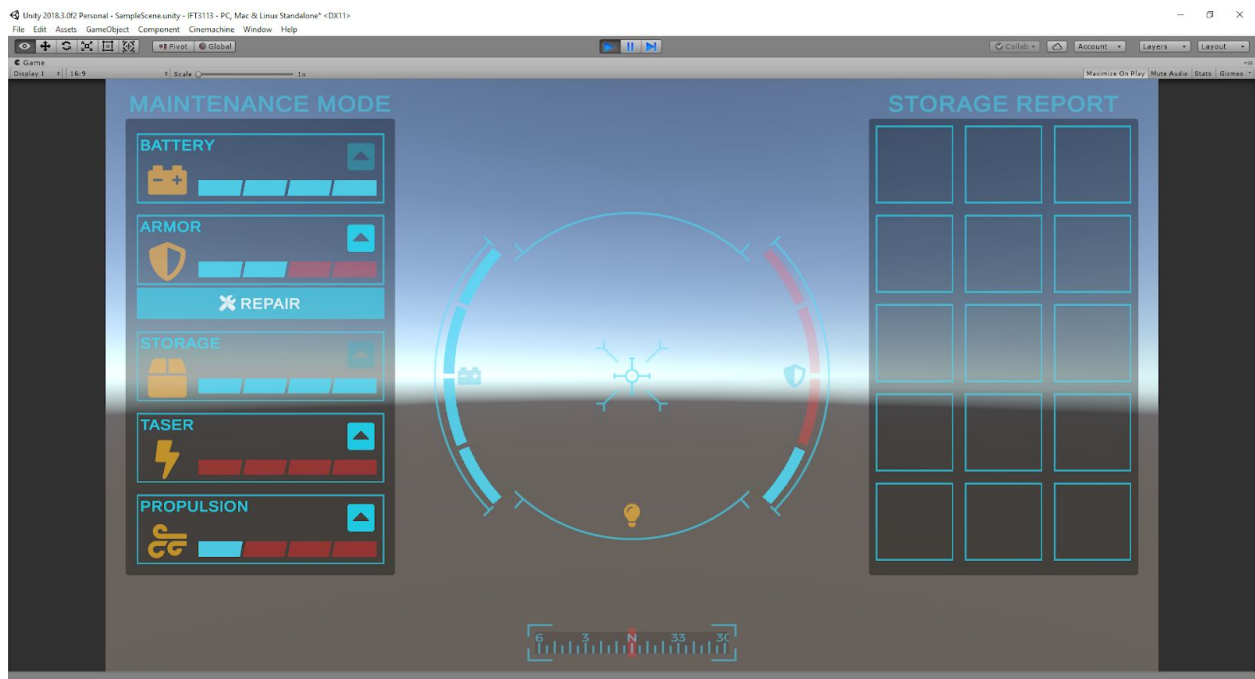 Unity 2018.3.0f2 Personal - SampleScene.unity - IFT3113 - PC, Mac & Linux Standalone* <DX11>
File Edit Assets GameObject Component Cinemachine Window Help
Pivot Global Collab Account Layers Layout
Game
Display 1 16:9 Scale 1x Maximize On Play Mute Audio Stats Gizmos
MAINTENANCE MODE
BATTERY
ARMOR
REPAIR
STORAGE
TASER
PROPULSION
STORAGE REPORT
6 3 N 33 30